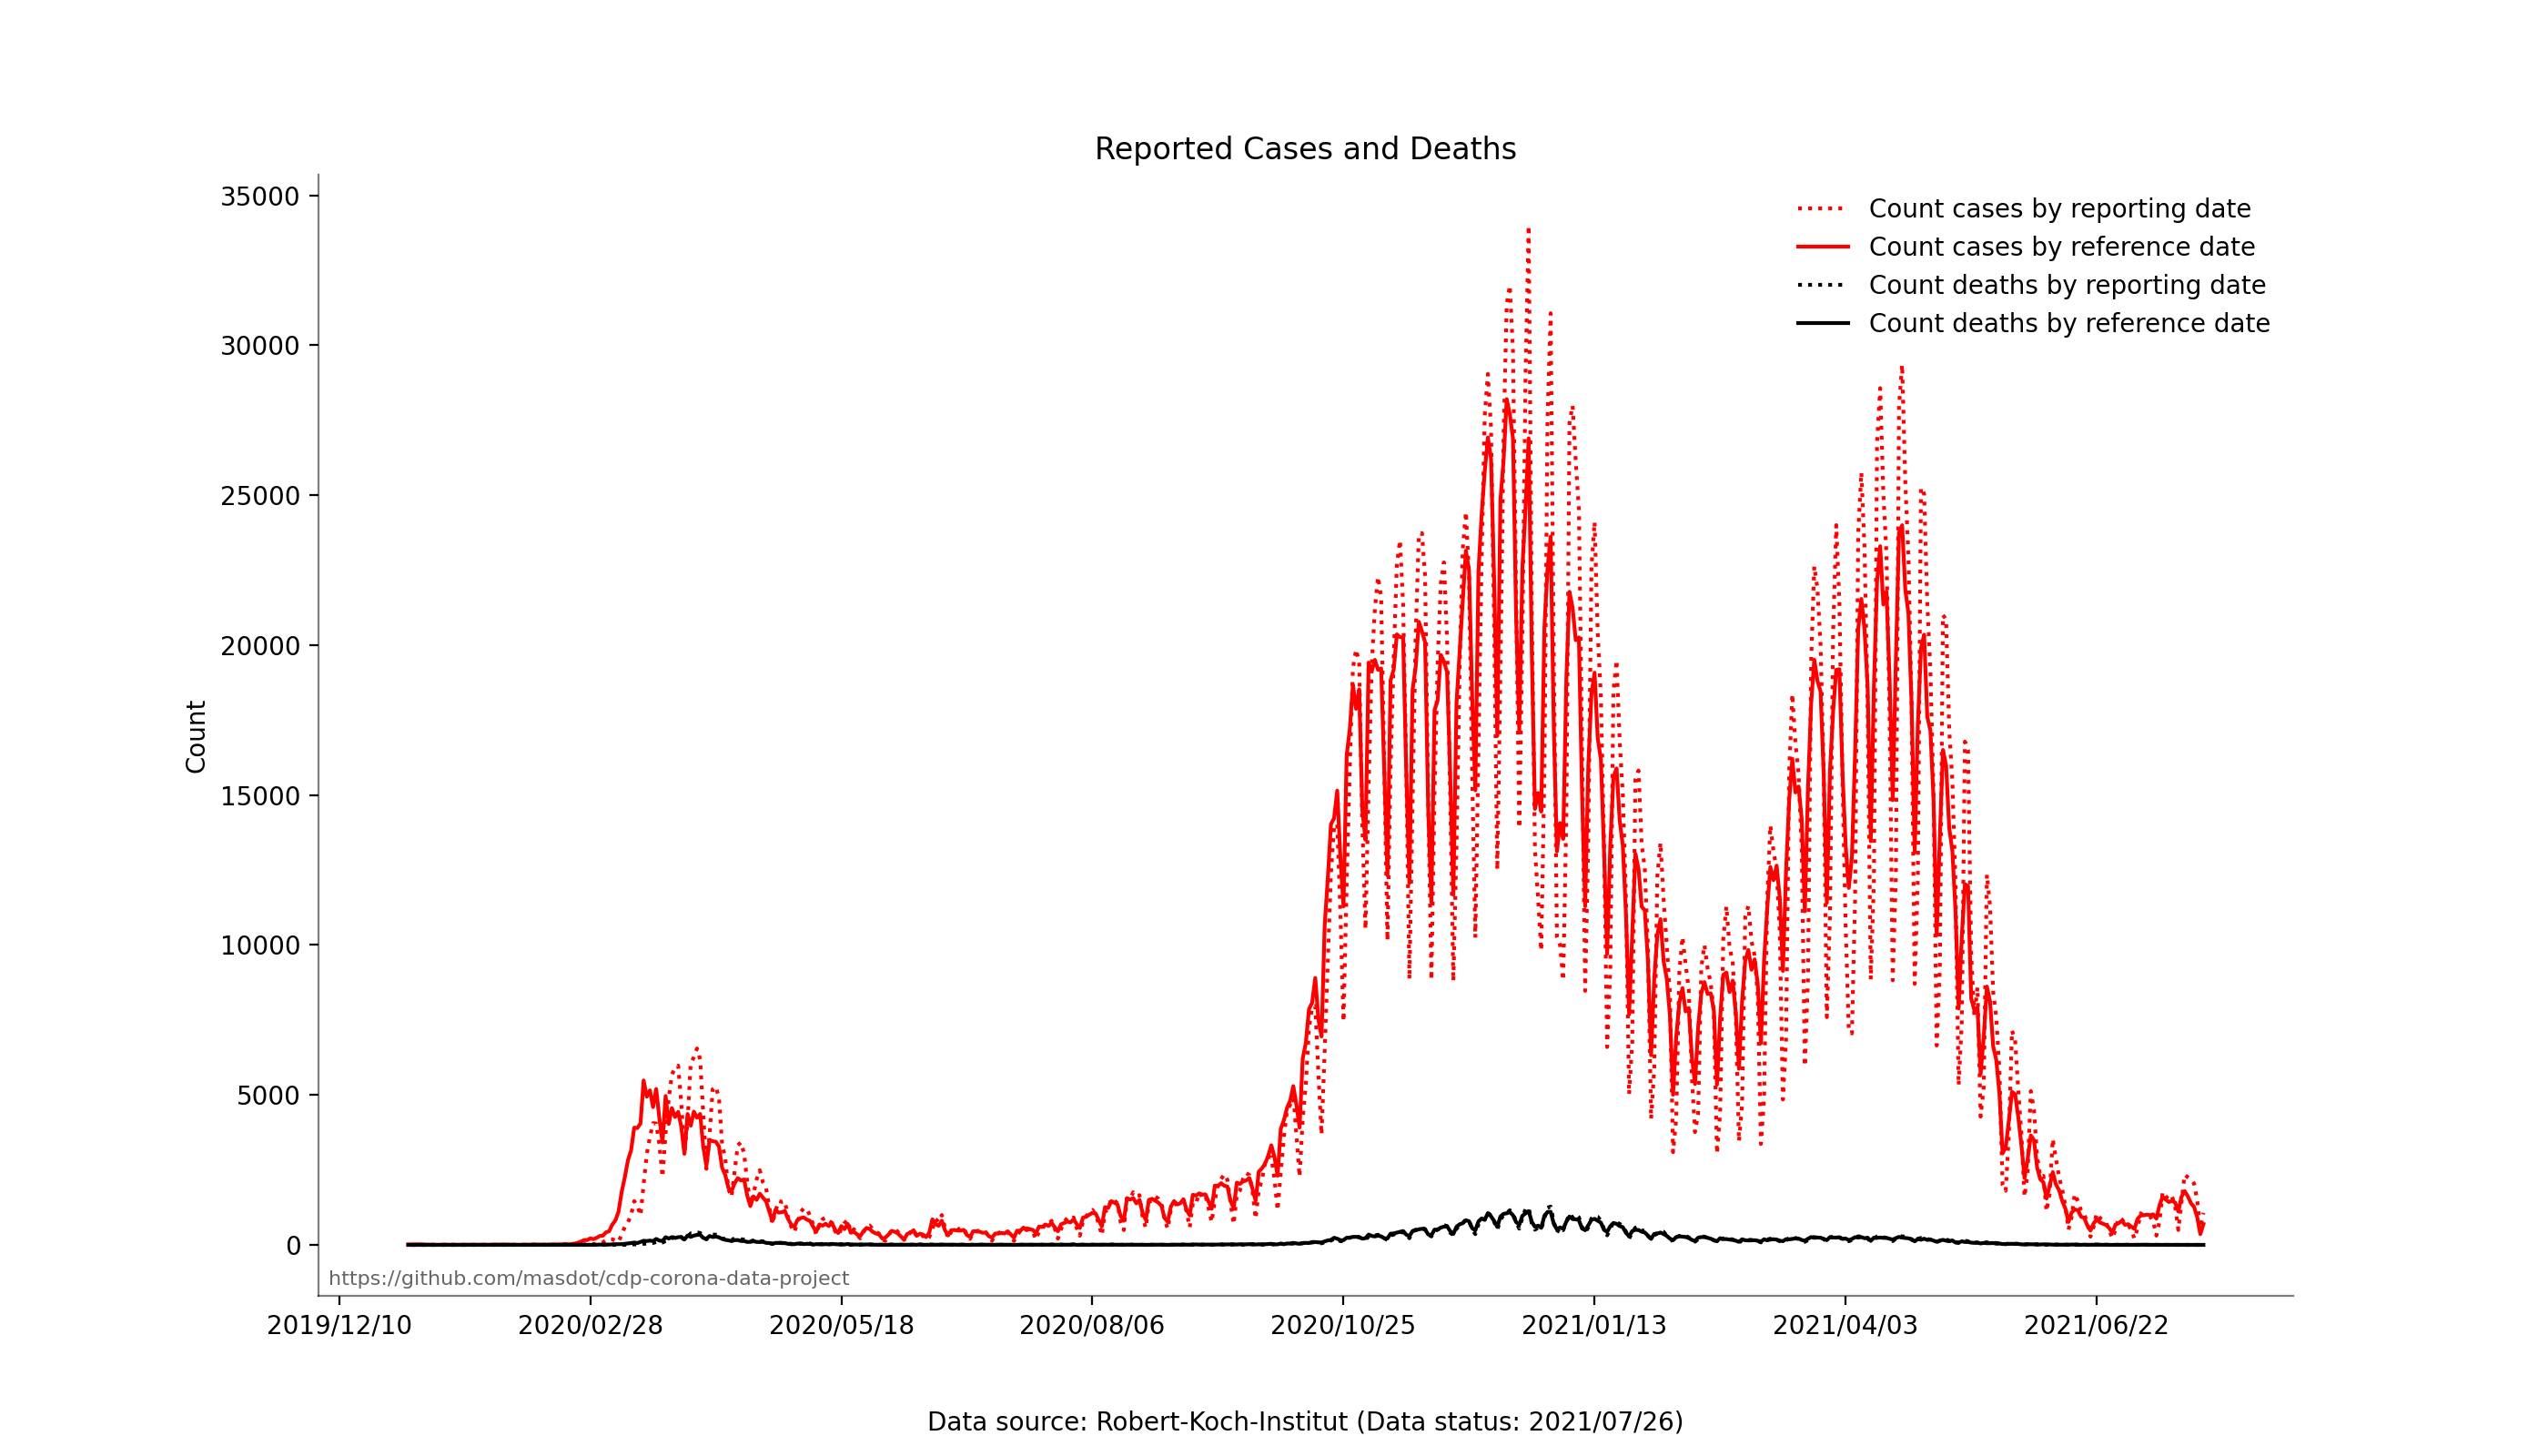 Reported Cases and Deaths
35000
30000
25000
20000
15000
10000
5000
0
Count
Count cases by reporting date
Count cases by reference date
Count deaths by reporting date
Count deaths by reference date
https://github.com/masdot/cdp-corona-data-project
2019/12/10 2020/02/28 2020/05/18 2020/08/06 2020/10/25 2021/01/13 2021/04/03 2021/06/22
Data source: Robert-Koch-Institut (Data status: 2021/07/26)